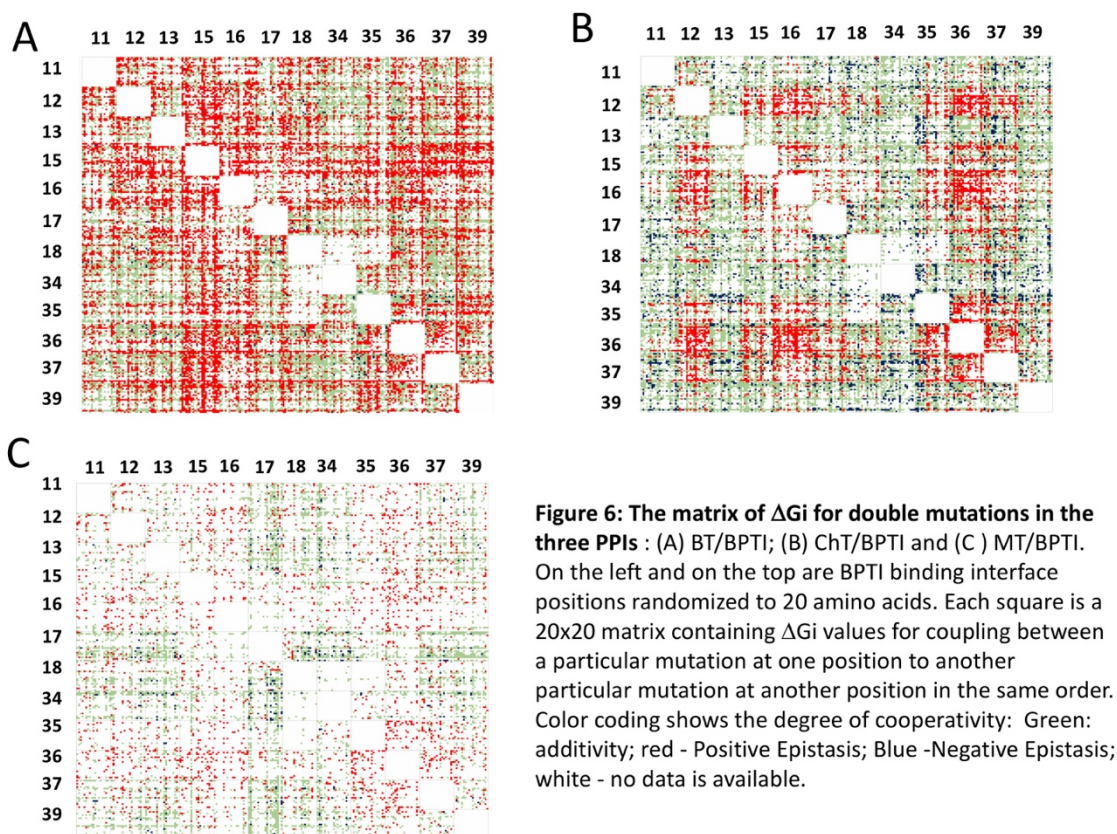 A
11 12 13 15 16 17 18 34 35 36 37 39
11
12
13
15
16
17
18
34
35
36
37
39
B
11 12 13 15 16 17 18 34 35 36 37 39
11
12
13
15
16
17
18
34
35
36
37
39
C
11 12 13 15 16 17 18 34 35 36 37 39
11
12
13
15
16
17
18
34
35
36
37
39
Figure 6: The matrix of ΔGi for double mutations in the
three PPIs : (A) BT/BPTI; (B) ChT/BPTI and (C ) MT/BPTI.
On the left and on the top are BPTI binding interface
positions randomized to 20 amino acids. Each square is a
20x20 matrix containing ΔGi values for coupling between
a particular mutation at one position to another
particular mutation at another position in the same order.
Color coding shows the degree of cooperativity: Green:
additivity; red - Positive Epistasis; Blue -Negative Epistasis;
white - no data is available.